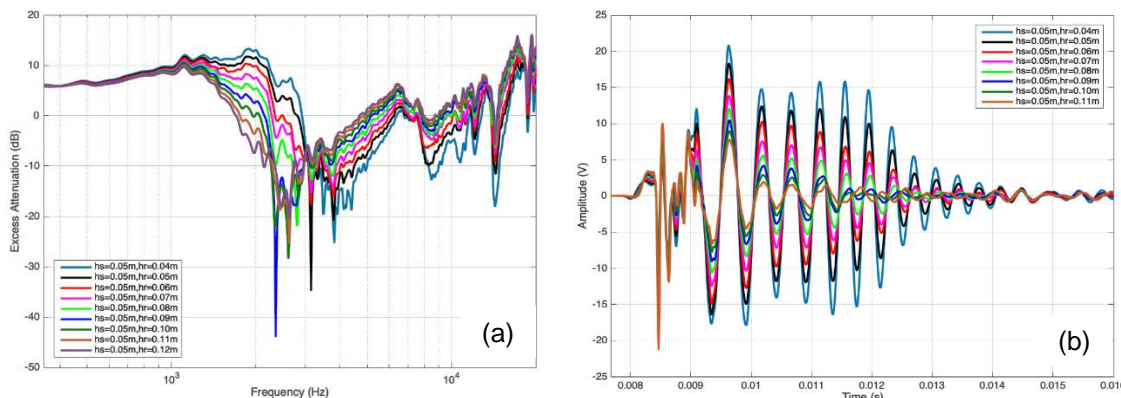 20
10
0
-10
-20
-30
-40
-50
Excess Attenuation (dB)
hs=0.05m,hr=0.04m
hs=0.05m,hr=0.05m
hs=0.05m,hr=0.06m
hs=0.05m,hr=0.07m
hs=0.05m,hr=0.08m
hs=0.05m,hr=0.09m
hs=0.05m,hr=0.10m
hs=0.05m,hr=0.11m
hs=0.05m,hr=0.12m
(a)
10^3
10^4
Frequency (Hz)
25
20
15
10
5
0
-5
-10
-15
-20
-25
Amplitude (V)
hs=0.05m,hr=0.04m
hs=0.05m,hr=0.05m
hs=0.05m,hr=0.06m
hs=0.05m,hr=0.07m
hs=0.05m,hr=0.08m
hs=0.05m,hr=0.09m
hs=0.05m,hr=0.10m
hs=0.05m,hr=0.11m
(b)
0.008 0.009 0.01 0.011 0.012 0.013 0.014 0.015 0.016
Time (s)